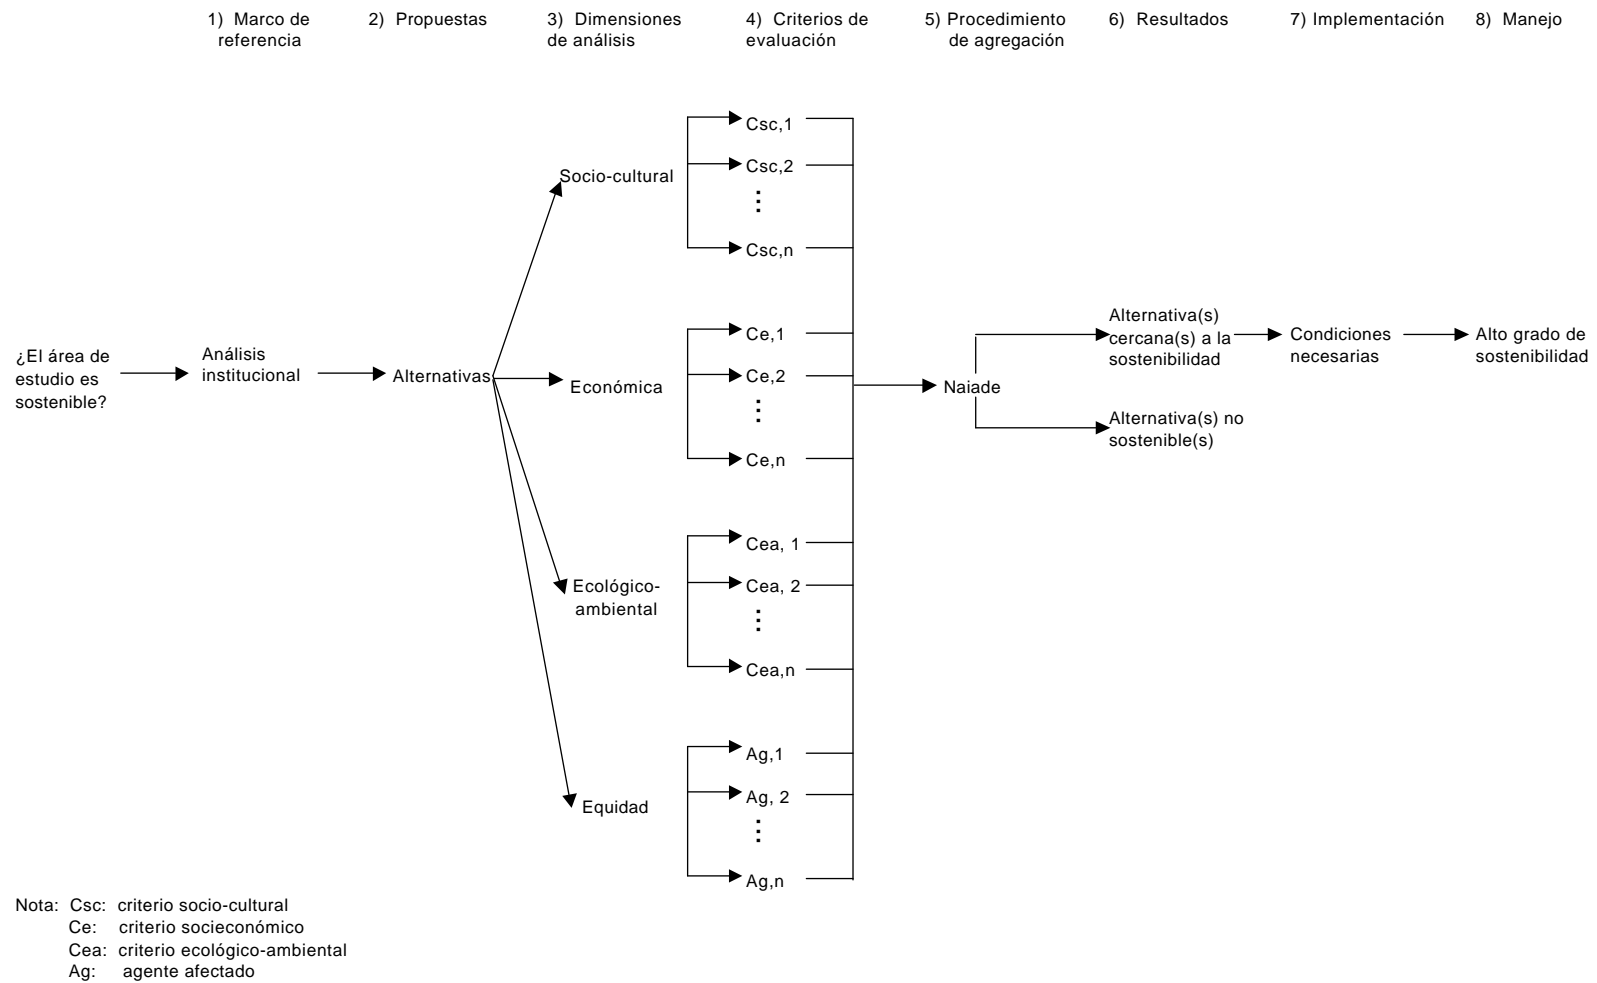 1) Marco de
referencia
2) Propuestas
3) Dimensiones
de análisis
4) Criterios de
evaluación
5) Procedimiento
de agregación
6) Resultados
7) Implementación
8) Manejo
¿El área de
estudio es
sostenible?
Análisis
institucional
Alternativas
Socio-cultural
Económica
Ecológico-
ambiental
Equidad
Csc,1
Csc,2
⋮
Csc,n
Ce,1
Ce,2
⋮
Ce,n
Cea, 1
Cea, 2
⋮
Cea,n
Ag,1
Ag, 2
⋮
Ag,n
Naiade
Alternativa(s)
cercana(s) a la
sostenibilidad
Alternativa(s) no
sostenible(s)
Condiciones
necesarias
Alto grado de
sostenibilidad
Nota: Csc: criterio socio-cultural
Ce: criterio socieconómico
Cea: criterio ecológico-ambiental
Ag: agente afectado